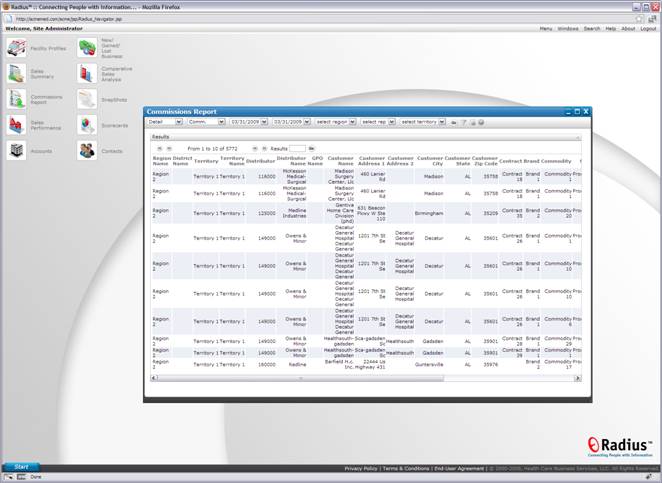 Radius™ :: Connecting People with Information... - Mozilla Firefox
http://acmemed.com/acme/jsp/Radius_Navigator.jsp
Welcome, Site Administrator
Menu Windows Search Help About Logout
Facility Profiles
New/
Gained/
Lost
Business
Sales
Summary
Comparative
Sales
Analysis
Commissions
Report
SnapShots
Sales
Performance
Scorecards
Accounts
Contacts
Commissions Report
Detail Comm. 03/31/2009 03/31/2009 select region select rep select territory
Results
From 1 to 10 of 5772 Results
Region Name District Name Territory Territory Name Distributor Distributor Name GPO Name Customer Name Customer Address 1 Customer Address 2 Customer City Customer State Customer Zip Code Contract Brand Commodity
Region 2 Territory 1 Territory 1 116000 McKesson Medical-Surgical Madison Surgery Center, Llc 460 Lanier Rd Madison AL 35758 Contract 18 Brand 1 Commodity 1
Region 2 Territory 1 Territory 1 116000 McKesson Medical-Surgical Madison Surgery Center, Llc 460 Lanier Rd Madison AL 35758 Contract 18 Brand 1 Commodity 1
Region 2 Territory 1 Territory 1 123000 Medline Industries Gentiva Home Care Division (phd) 631 Beacon Pkwy W Ste 110 Birmingham AL 35209 Contract 35 Brand 2 Commodity 20
Region 2 Territory 1 Territory 1 149000 Owens & Minor Decatur General Hospital Decatur General 1201 7th St Se Decatur General Hospital Decatur AL 35601 Contract 26 Brand 1 Commodity 1
Region 2 Territory 1 Territory 1 149000 Owens & Minor Decatur General Hospital Decatur General 1201 7th St Se Decatur General Hospital Decatur AL 35601 Contract 26 Brand 1 Commodity 10
Region 2 Territory 1 Territory 1 149000 Owens & Minor Decatur General Hospital Decatur General 1201 7th St Se Decatur General Hospital Decatur AL 35601 Contract 26 Brand 1 Commodity 10
Region 2 Territory 1 Territory 1 149000 Owens & Minor Decatur General Hospital Decatur General 1201 7th St Se Decatur General Hospital Decatur AL 35601 Contract 26 Brand 1 Commodity 6
Region 2 Territory 1 Territory 1 149000 Owens & Minor Healthsouth-gadsden Sca-gadsden Sc Healthsouth Gadsden AL 35901 Contract 29 Brand 1 Commodity 29
Region 2 Territory 1 Territory 1 149000 Owens & Minor Healthsouth-gadsden Sca-gadsden Sc Healthsouth Gadsden AL 35901 Contract 39 Brand 1 Commodity 1
Region 2 Territory 1 Territory 1 160000 Redline Barfield H.c. Inc. 22444 Us Highway 431 Guntersville AL 35976 Brand 2 Commodity 17
Radius™
Connecting People with Information
Start
Privacy Policy | Terms & Conditions | End-User Agreement | © 2000-2009, Health Care Business Services, LLC. All Rights Reserved.
Done